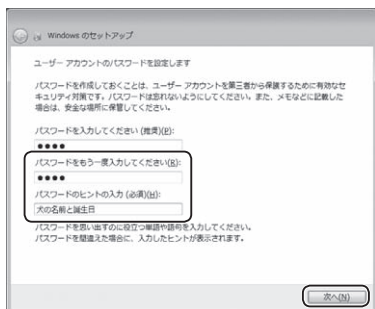 Windows のセットアップ
ユーザー アカウントのパスワードを設定します
パスワードを作成しておくことは、ユーザー アカウントを第三者から保護するために有効なセ
キュリティ対策です。パスワードは忘れないようにしてください。また、メモなどに記載した
場合は、安全な場所に保管してください。
パスワードを入力してください (推奨)(P):
●●●●
パスワードをもう一度入力してください(R):
●●●●
パスワードのヒントの入力 (必須)(H):
犬の名前と誕生日
パスワードを思い出すのに役立つ単語や語句を入力してください。
パスワードを間違えた場合に、入力したヒントが表示されます。
次へ(N)